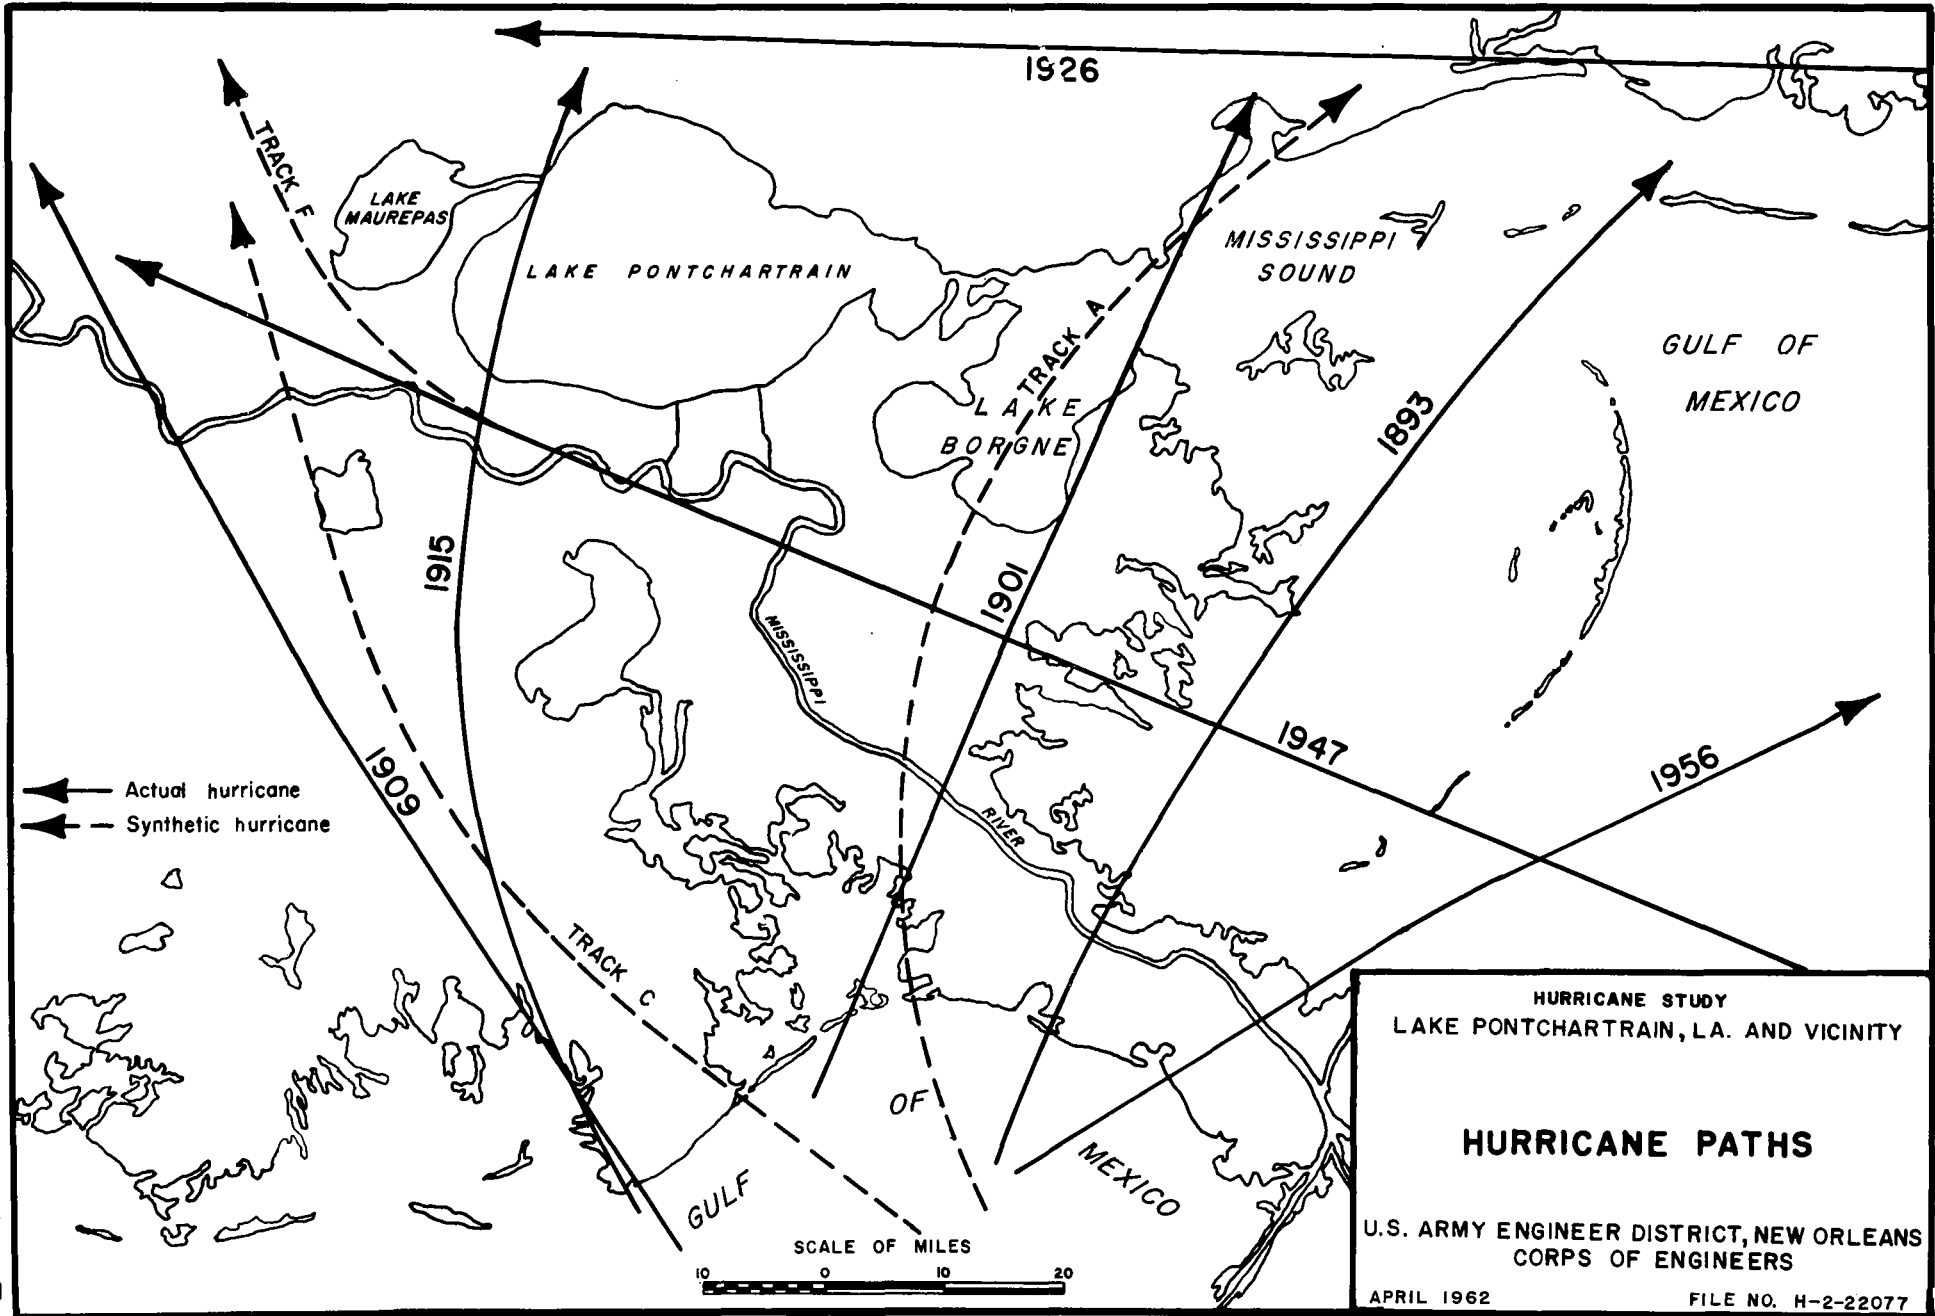 1926
TRACK F
LAKE
MAUREPAS
LAKE PONTCHARTRAIN
MISSISSIPPI
SOUND
TRACK A
GULF OF
MEXICO
LAKE
BORGNE
1893
1915
1901
MISSISSIPPI
RIVER
1947
1956
1909
Actual hurricane
Synthetic hurricane
TRACK C
GULF
OF
MEXICO
SCALE OF MILES
10 0 10 20
HURRICANE STUDY
LAKE PONTCHARTRAIN, LA. AND VICINITY
HURRICANE PATHS
U.S. ARMY ENGINEER DISTRICT, NEW ORLEANS
CORPS OF ENGINEERS
APRIL 1962 FILE NO. H-2-22077